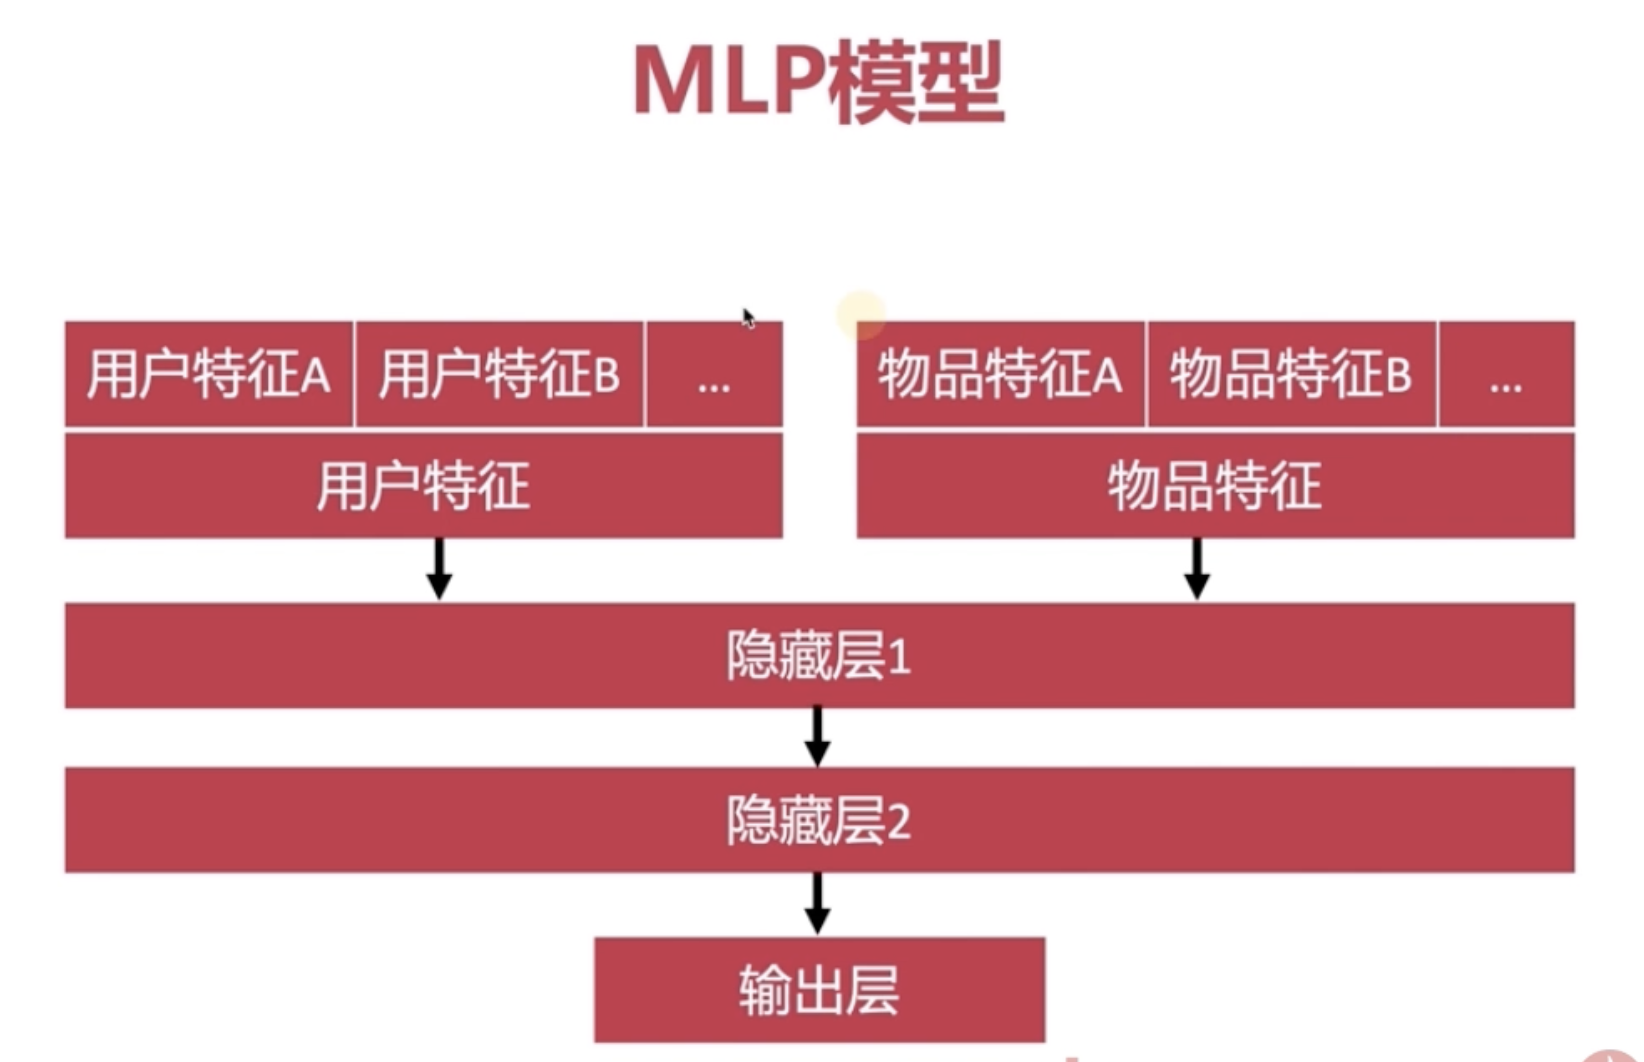 MLP模型
用户特征A 用户特征B ... 物品特征A 物品特征B ...
用户特征 物品特征
隐藏层1
隐藏层2
输出层